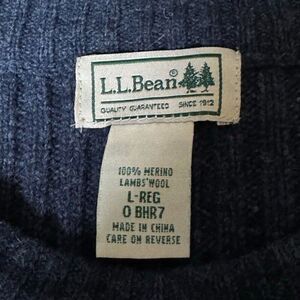 L.L.Bean®
QUALITY GUARANTEED SINCE 1912
100% MERINO
LAMBS' WOOL
L-REG
0 BHR7
MADE IN CHINA
CARE ON REVERSE